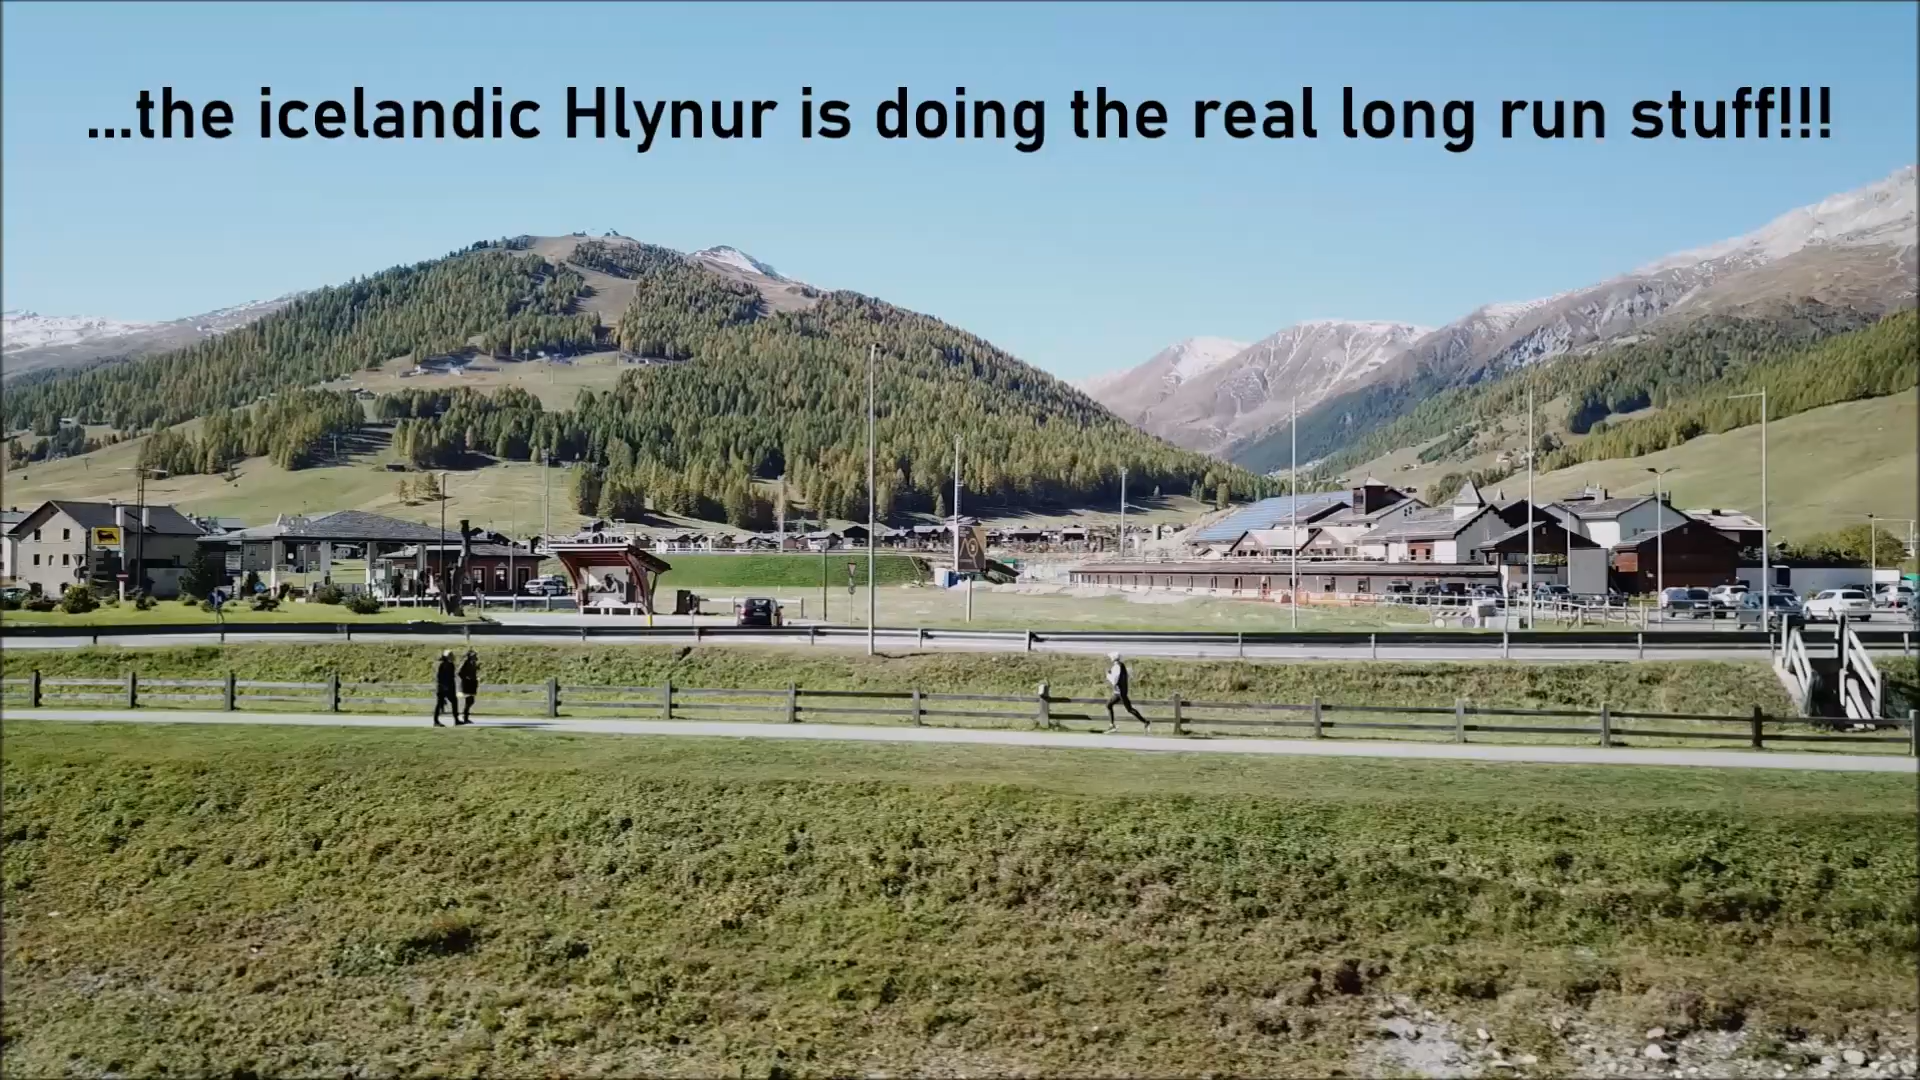 ...the icelandic Hlynur is doing the real long run stuff!!!